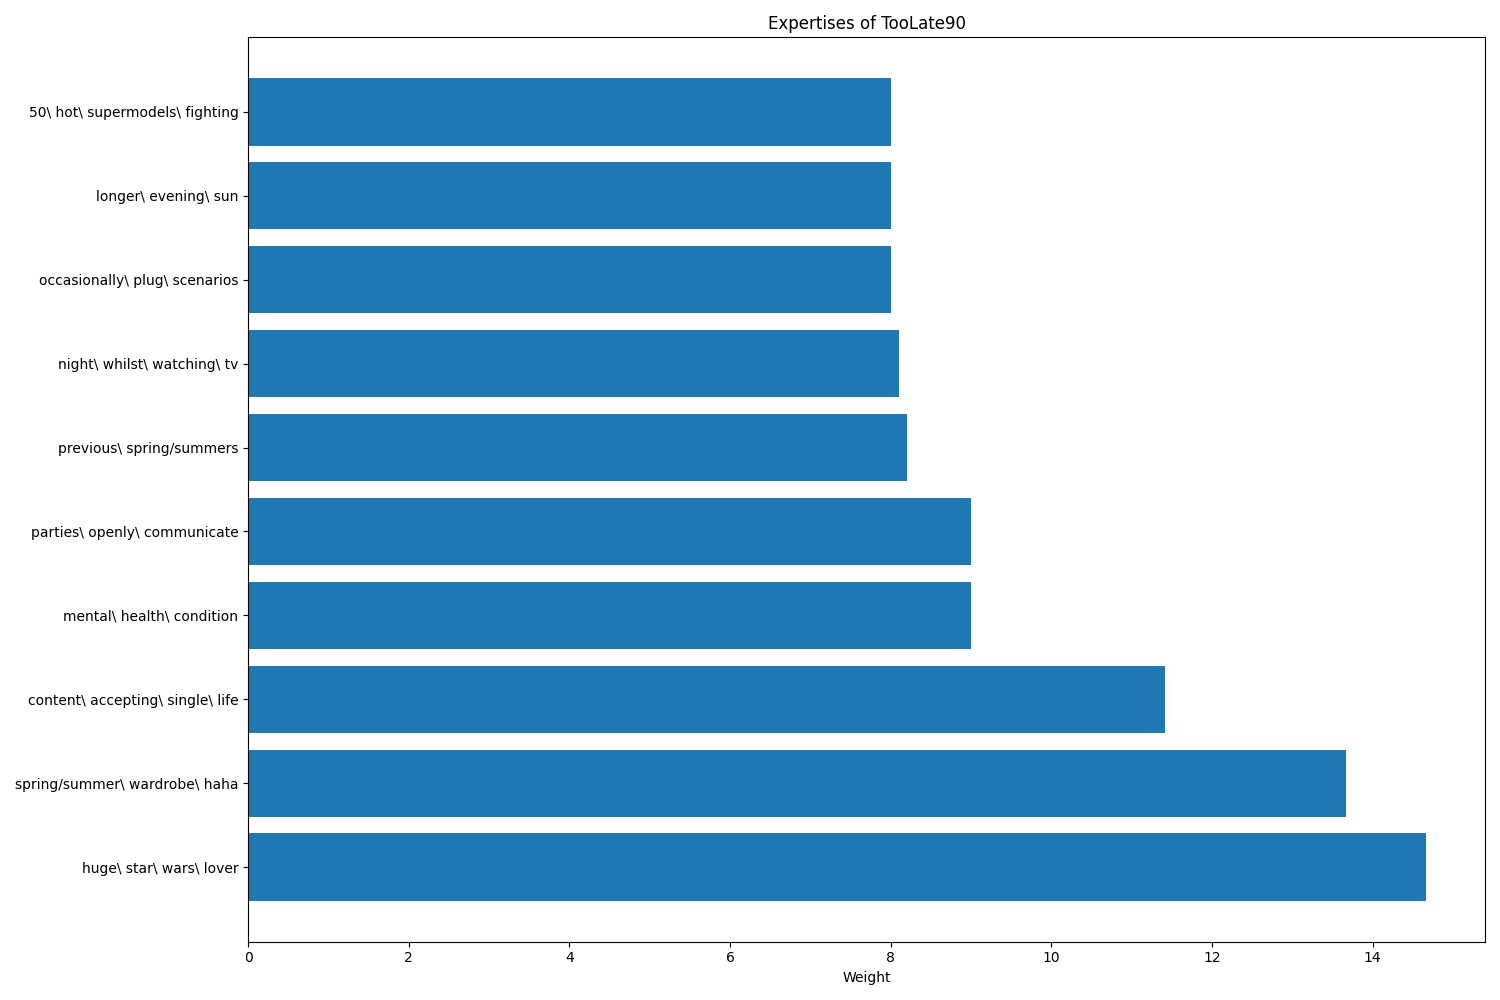 Expertises of TooLate90
50\ hot\ supermodels\ fighting
longer\ evening\ sun
occasionally\ plug\ scenarios
night\ whilst\ watching\ tv
previous\ spring/summers
parties\ openly\ communicate
mental\ health\ condition
content\ accepting\ single\ life
spring/summer\ wardrobe\ haha
huge\ star\ wars\ lover
0 2 4 6 8 10 12 14
Weight